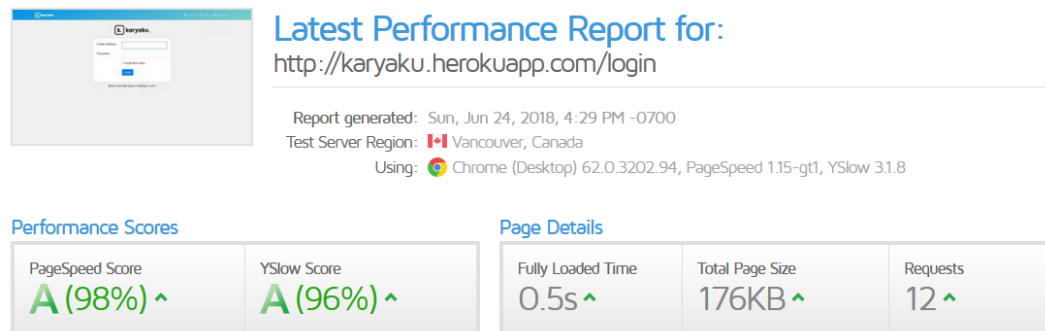 karyaku.
Latest Performance Report for:
http://karyaku.herokuapp.com/login
Report generated: Sun, Jun 24, 2018, 4:29 PM -0700
Test Server Region: Vancouver, Canada
Using: Chrome (Desktop) 62.0.3202.94, PageSpeed 1.15-gt1, YSlow 3.1.8
Performance Scores
PageSpeed Score
A (98%)
YSlow Score
A (96%)
Page Details
Fully Loaded Time
0.5s
Total Page Size
176KB
Requests
12